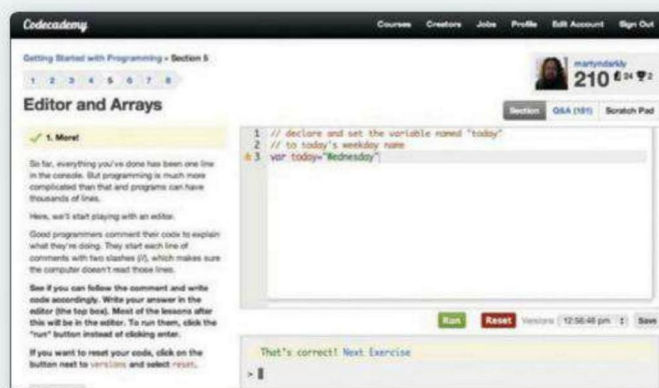 Codecademy
Courses Creators Jobs Profile Edit Account Sign Out
Getting Started with Programming » Section 5
1 2 3 4 5 6 7 8
martyndarkly
210 24 2
Editor and Arrays
Section Q&A (191) Scratch Pad
1. More!
So far, everything you've done has been one line
in the console. But programming is much more
complicated than that and programs can have
thousands of lines.
Here, we'll start playing with an editor.
Good programmers comment their code to explain
what they're doing. They start each line of
comments with two slashes (//), which makes sure
the computer doesn't read those lines.
See if you can follow the comment and write
code accordingly. Write your answer in the
editor (the top box). Most of the lessons after
this will be in the editor. To run them, click the
"run" button instead of clicking enter.
If you want to reset your code, click on the
button next to versions and select reset.
1 // declare and set the variable named "today"
2 // to today's weekday name
3 var today="Wednesday"
Run Reset Versions 12:56:46 pm Save
That's correct! Next Exercise
>